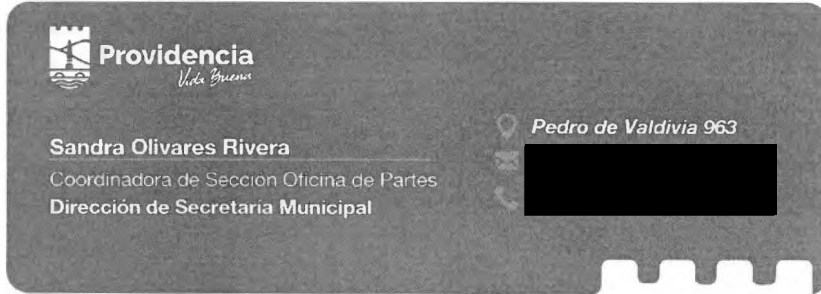 Providencia
Vida Buena
Sandra Olivares Rivera
Coordinadora de Sección Oficina de Partes
Dirección de Secretaría Municipal
Pedro de Valdivia 963